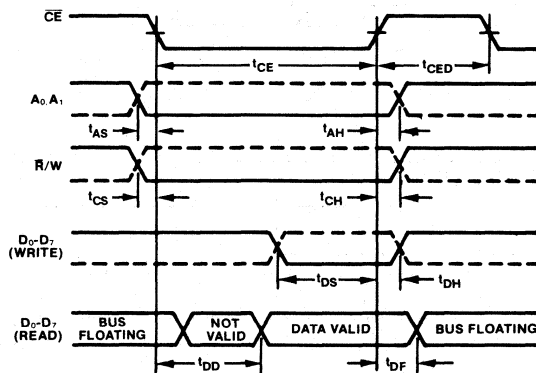 C̅E̅
tCE
tCED
A0, A1
tAS
tAH
R̅/W
tCS
tCH
D0-D7
(WRITE)
tDS
tDH
D0-D7
(READ)
BUS
FLOATING
NOT
VALID
DATA VALID
BUS FLOATING
tDD
tDF